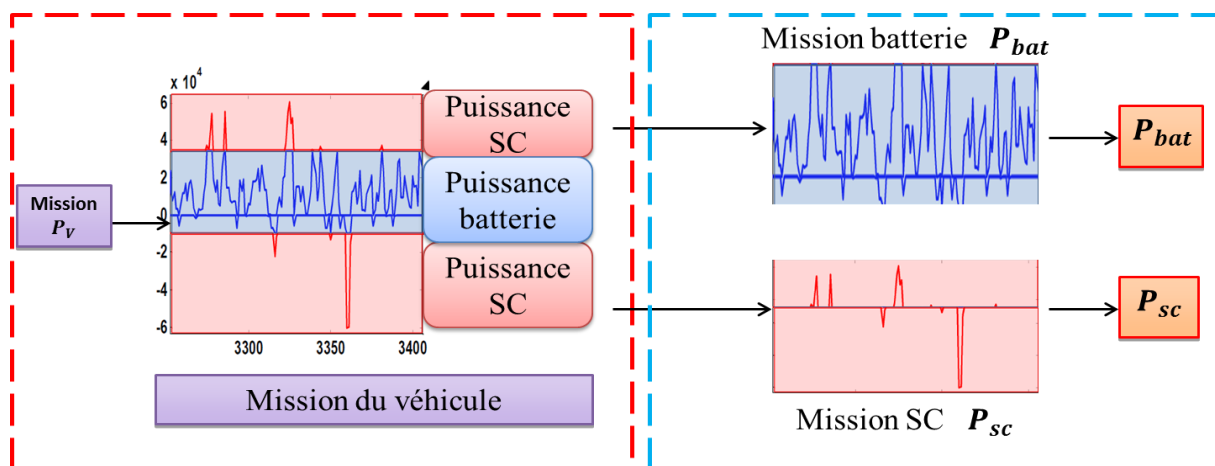 Mission
P_V
x 10^4
6
4
2
0
-2
-4
-6
3300
3350
3400
Puissance
SC
Puissance
batterie
Puissance
SC
Mission du véhicule
Mission batterie P_bat
P_bat
P_sc
Mission SC P_sc